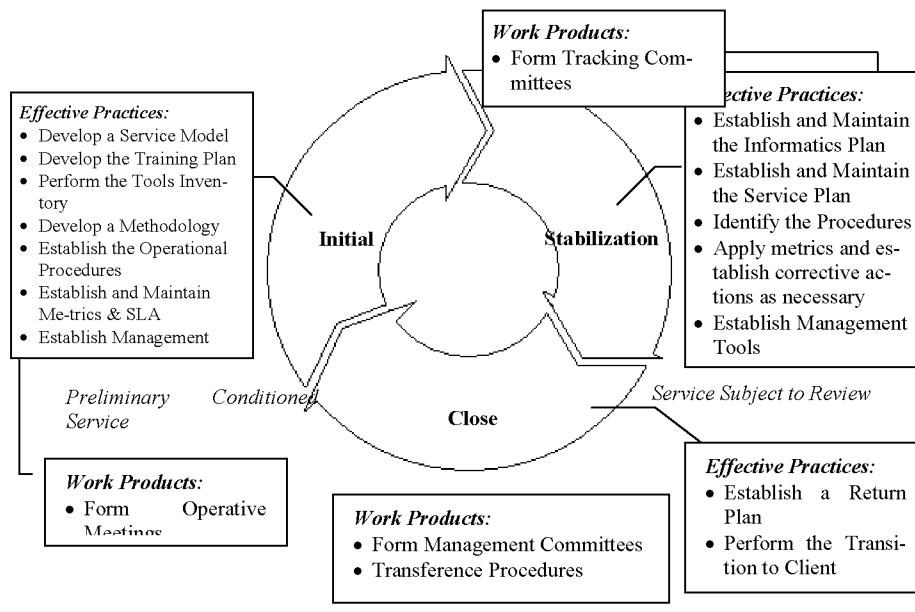 Work Products:
• Form Tracking Com-
mittees
Effective Practices:
• Develop a Service Model
• Develop the Training Plan
• Perform the Tools Inven-
tory
• Develop a Methodology
• Establish the Operational
Procedures
• Establish and Maintain
Me-trics & SLA
• Establish Management
ective Practices:
• Establish and Maintain
the Informatics Plan
• Establish and Maintain
the Service Plan
• Identify the Procedures
• Apply metrics and es-
tablish corrective ac-
tions as necessary
• Establish Management
Tools
Initial
Stabilization
Close
Preliminary Conditioned
Service
Service Subject to Review
Work Products:
• Form Operative
Meetings
Work Products:
• Form Management Committees
• Transference Procedures
Effective Practices:
• Establish a Return
Plan
• Perform the Transi-
tion to Client